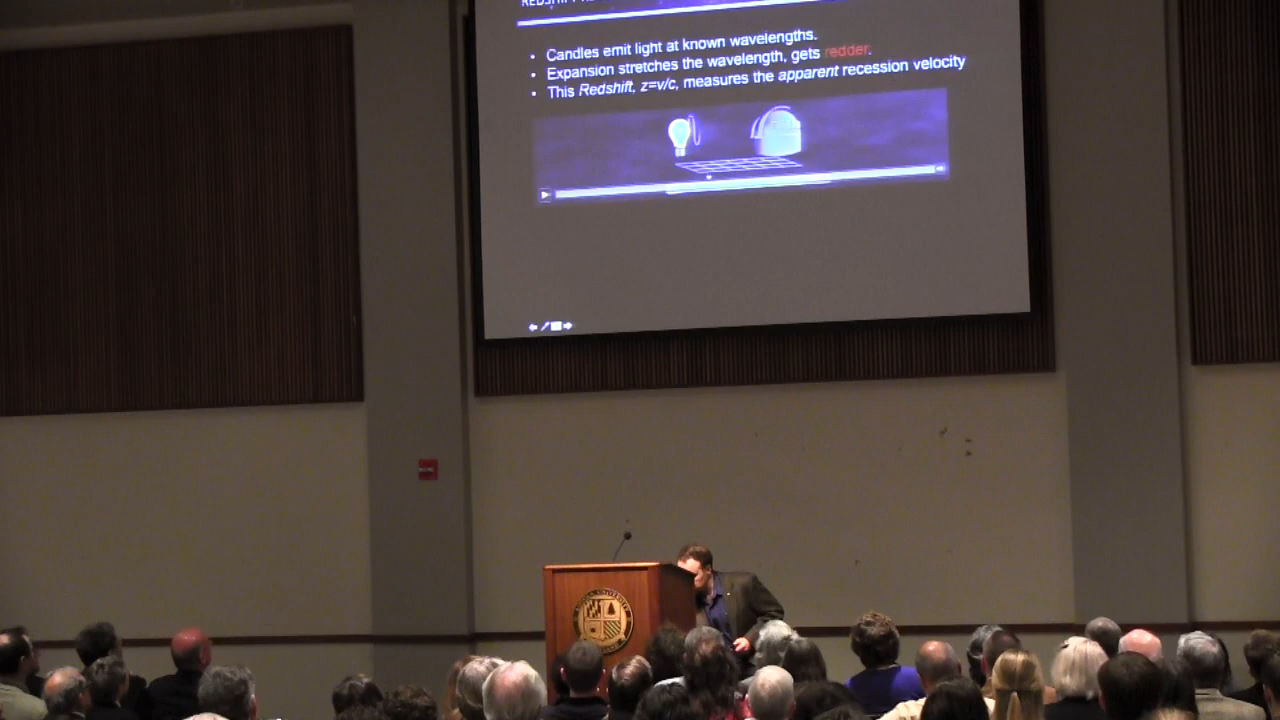 • Candles emit light at known wavelengths.
• Expansion stretches the wavelength, gets redder.
• This Redshift, z=v/c, measures the apparent recession velocity